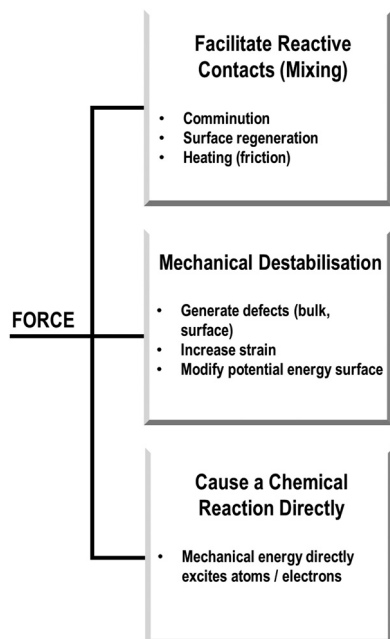 Facilitate Reactive
Contacts (Mixing)
• Comminution
• Surface regeneration
• Heating (friction)
FORCE
Mechanical Destabilisation
• Generate defects (bulk,
surface)
• Increase strain
• Modify potential energy surface
Cause a Chemical
Reaction Directly
• Mechanical energy directly
excites atoms / electrons